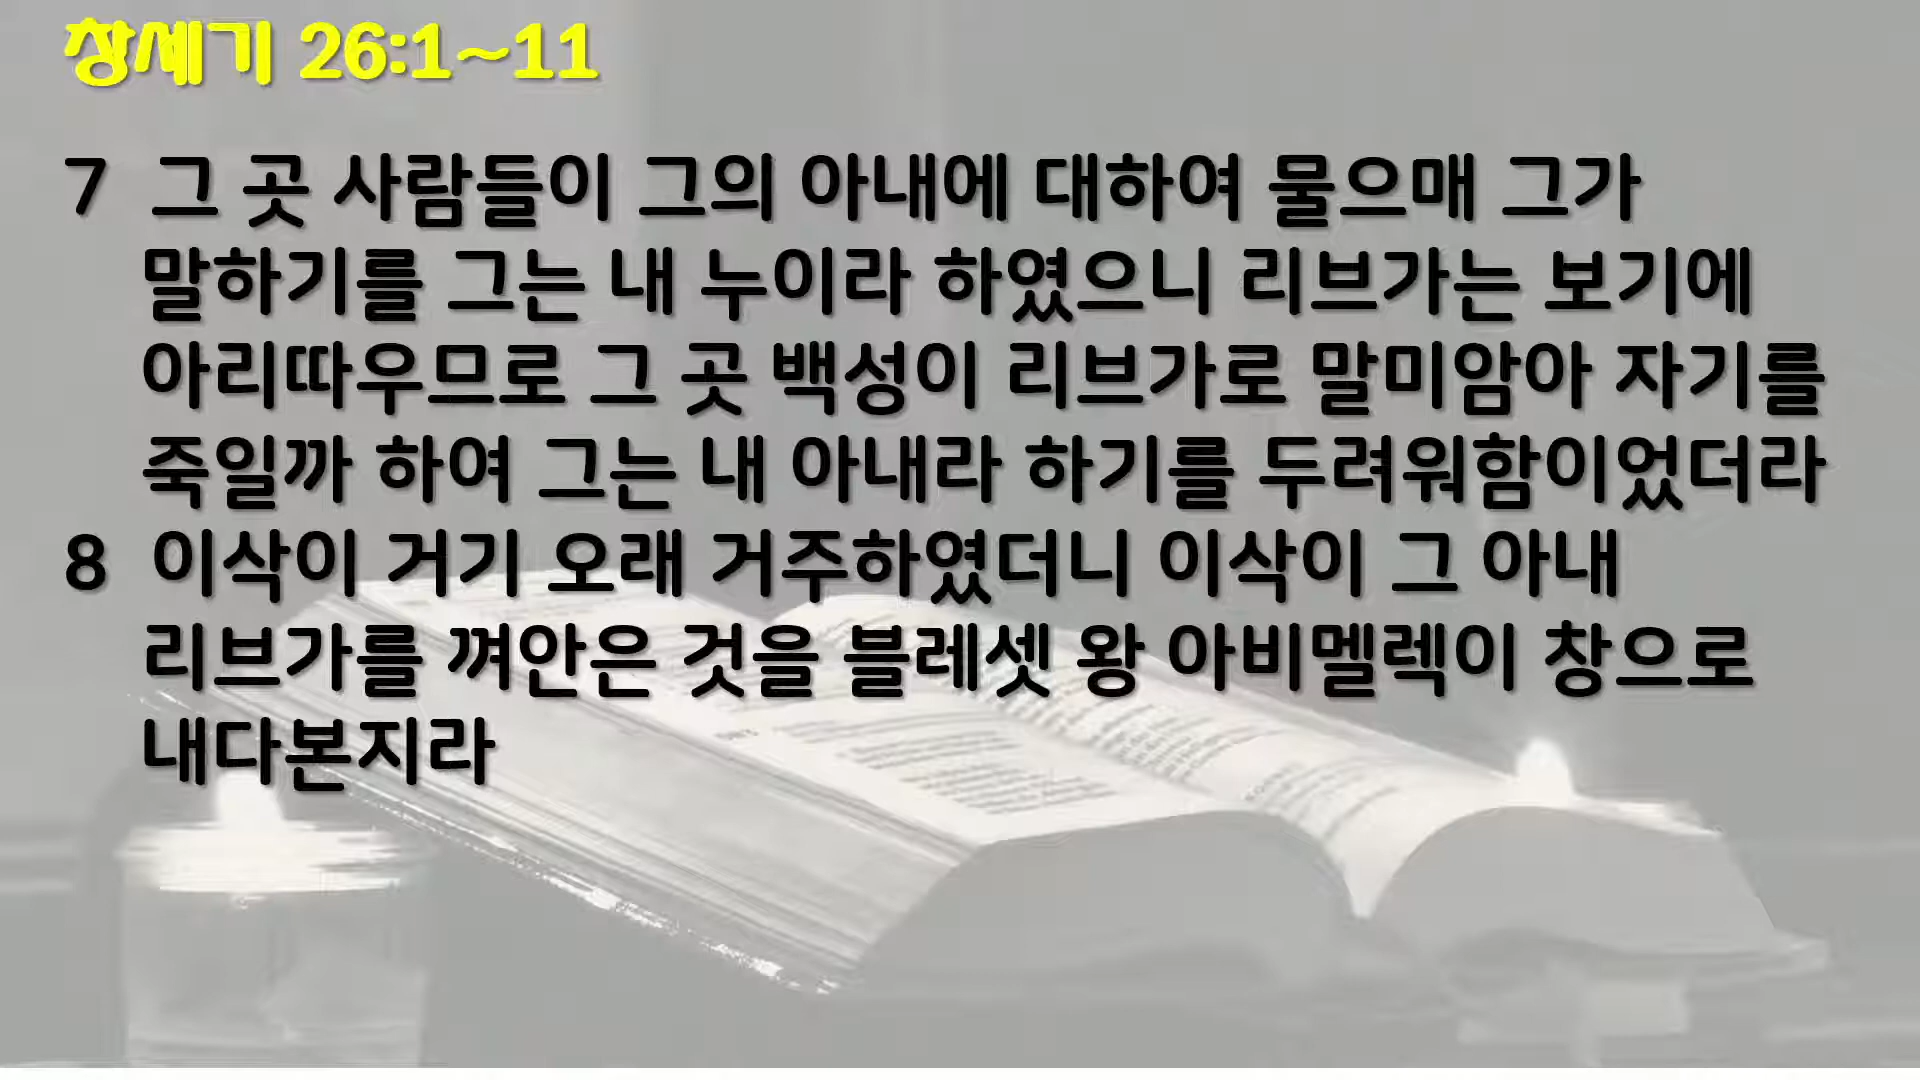 창세기 26:1~11
7 그 곳 사람들이 그의 아내에 대하여 물으매 그가
말하기를 그는 내 누이라 하였으니 리브가는 보기에
아리따우므로 그 곳 백성이 리브가로 말미암아 자기를
죽일까 하여 그는 내 아내라 하기를 두려워함이었더라
8 이삭이 거기 오래 거주하였더니 이삭이 그 아내
리브가를 껴안은 것을 블레셋 왕 아비멜렉이 창으로
내다본지라